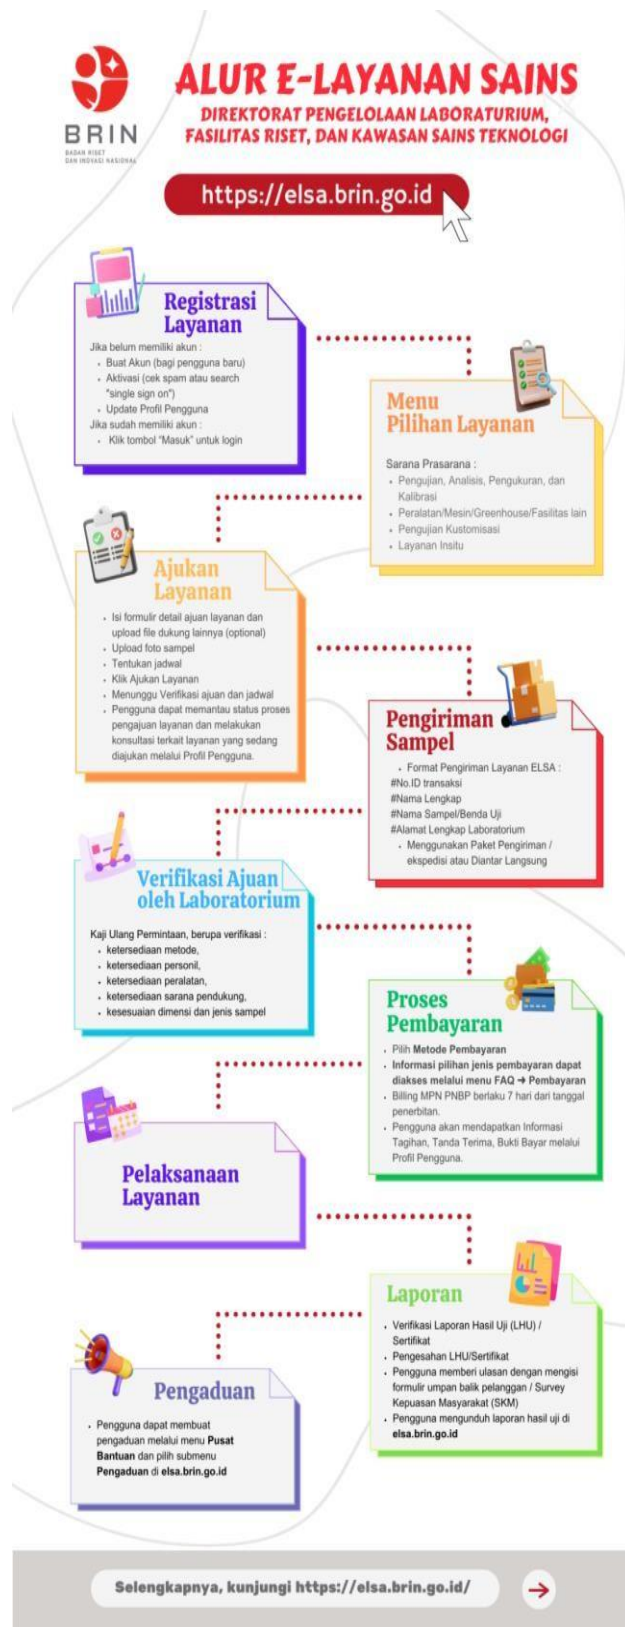 ALUR E-LAYANAN SAINS
DIREKTORAT PENGELOLAAN LABORATURIUM,
FASILITAS RISET, DAN KAWASAN SAINS TEKNOLOGI
BRIN
BADAN RISET
DAN INOVASI NASIONAL
https://elsa.brin.go.id
Registrasi
Layanan
Jika belum memiliki akun :
• Buat Akun (bagi pengguna baru)
• Aktivasi (cek spam atau search
"single sign on")
• Update Profil Pengguna
Jika sudah memiliki akun :
• Klik tombol "Masuk" untuk login
Menu
Pilihan Layanan
Sarana Prasarana :
• Pengujian, Analisis, Pengukuran, dan
Kalibrasi
• Peralatan/Mesin/Greenhouse/Fasilitas lain
• Pengujian Kustomisasi
• Layanan Insitu
Ajukan
Layanan
• Isi formulir detail ajuan layanan dan
upload file dukung lainnya (optional)
• Upload foto sampel
• Tentukan jadwal
• Klik Ajukan Layanan
• Menunggu Verifikasi ajuan dan jadwal
• Pengguna dapat memantau status proses
pengajuan layanan dan melakukan
konsultasi terkait layanan yang sedang
diajukan melalui Profil Pengguna.
Pengiriman
Sampel
• Format Pengiriman Layanan ELSA :
#No.ID transaksi
#Nama Lengkap
#Nama Sampel/Benda Uji
#Alamat Lengkap Laboratorium
• Menggunakan Paket Pengiriman /
ekspedisi atau Diantar Langsung
Verifikasi Ajuan
oleh Laboratorium
Kaji Ulang Permintaan, berupa verifikasi :
• ketersediaan metode,
• ketersediaan personil,
• ketersediaan peralatan,
• ketersediaan sarana pendukung,
• kesesuaian dimensi dan jenis sampel
Proses
Pembayaran
• Pilih Metode Pembayaran
• Informasi pilihan jenis pembayaran dapat
diakses melalui menu FAQ ➔ Pembayaran
• Billing MPN PNBP berlaku 7 hari dari tanggal
penerbitan.
• Pengguna akan mendapatkan Informasi
Tagihan, Tanda Terima, Bukti Bayar melalui
Profil Pengguna.
Pelaksanaan
Layanan
Laporan
• Verifikasi Laporan Hasil Uji (LHU) /
Sertifikat
• Pengesahan LHU/Sertifikat
• Pengguna memberi ulasan dengan mengisi
formulir umpan balik pelanggan / Survey
Kepuasan Masyarakat (SKM)
• Pengguna mengunduh laporan hasil uji di
elsa.brin.go.id
Pengaduan
• Pengguna dapat membuat
pengaduan melalui menu Pusat
Bantuan dan pilih submenu
Pengaduan di elsa.brin.go.id
Selengkapnya, kunjungi https://elsa.brin.go.id/